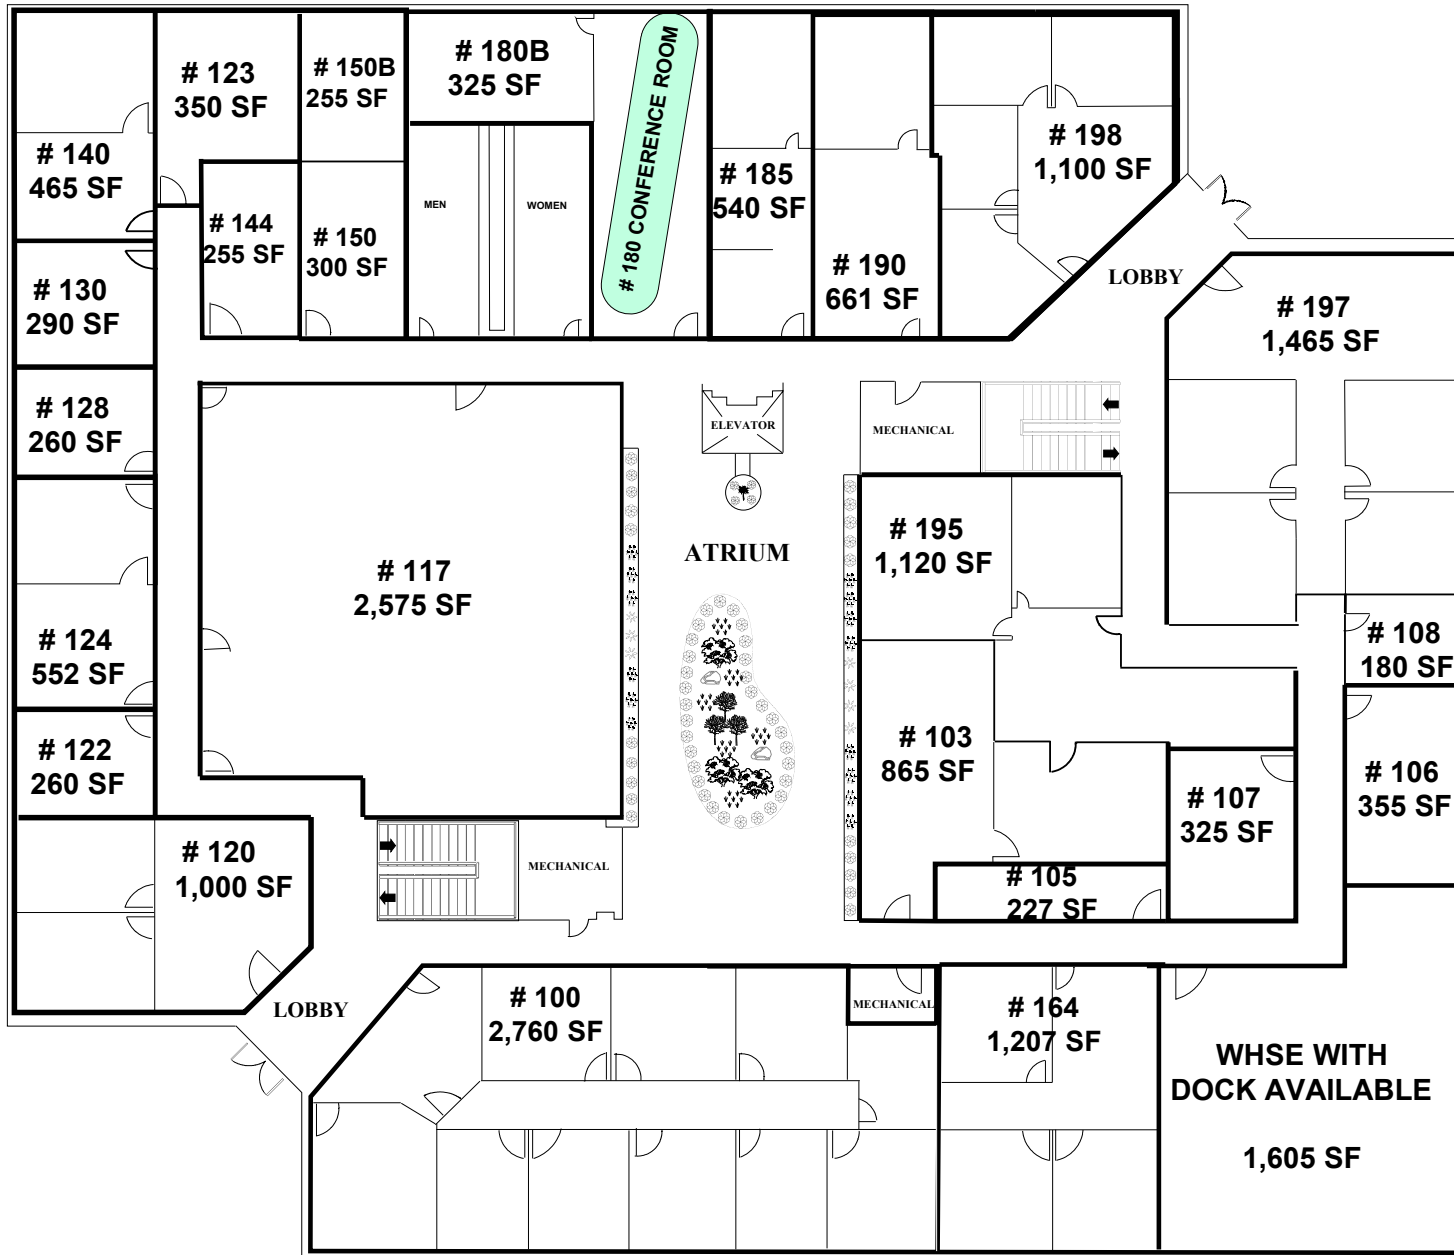 # 123
350 SF
# 150B
255 SF
# 180B
325 SF
# 180 CONFERENCE ROOM
# 140
465 SF
# 144
255 SF
# 150
300 SF
MEN
WOMEN
# 185
540 SF
# 190
661 SF
# 198
1,100 SF
LOBBY
# 130
290 SF
# 197
1,465 SF
# 128
260 SF
ELEVATOR
MECHANICAL
# 117
2,575 SF
ATRIUM
# 195
1,120 SF
# 124
552 SF
# 108
180 SF
# 122
260 SF
# 103
865 SF
# 107
325 SF
# 106
355 SF
# 120
1,000 SF
MECHANICAL
# 105
227 SF
LOBBY
# 100
2,760 SF
MECHANICAL
# 164
1,207 SF
WHSE WITH
DOCK AVAILABLE
1,605 SF